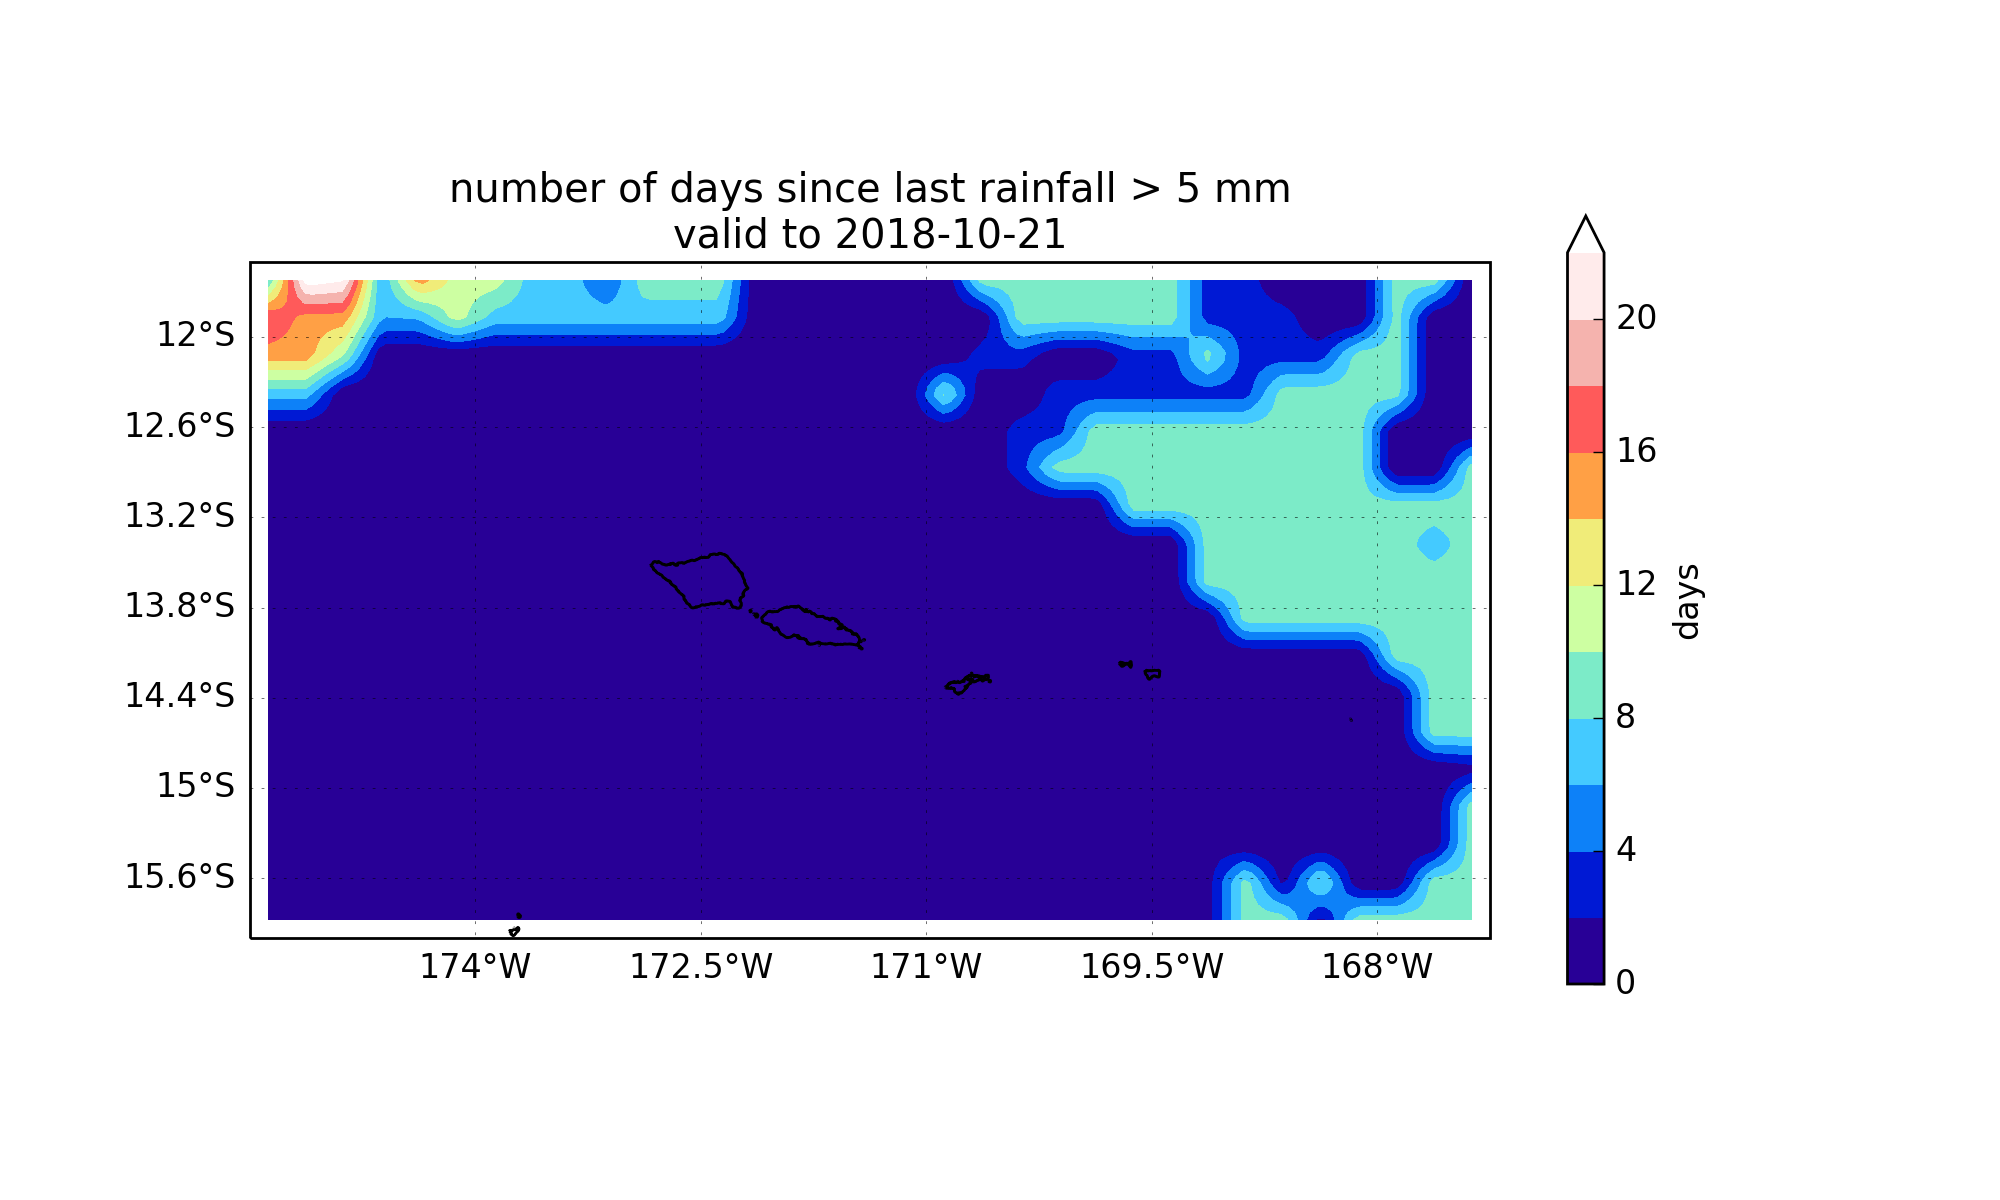 number of days since last rainfall > 5 mm
valid to 2018-10-21
12°S
12.6°S
13.2°S
13.8°S
14.4°S
15°S
15.6°S
174°W 172.5°W 171°W 169.5°W 168°W
20
16
12
8
4
0
days